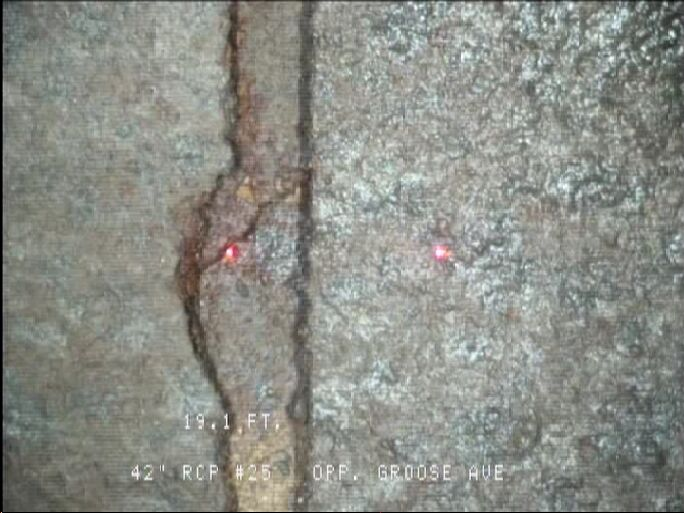 19.1 FT.
42" RCP #25 OPP. GROOSE AVE